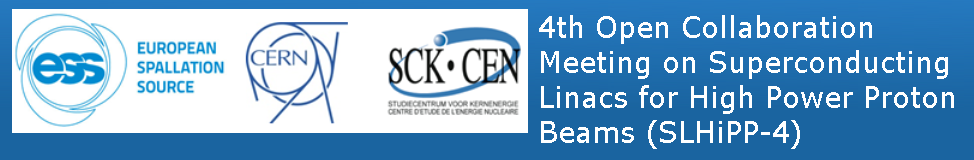 ess
EUROPEAN
SPALLATION
SOURCE
CERN
SCK•CEN
STUDIECENTRUM VOOR KERNENERGIE
CENTRE D'ETUDE DE L'ENERGIE NUCLEAIRE
4th Open Collaboration
Meeting on Superconducting
Linacs for High Power Proton
Beams (SLHiPP-4)